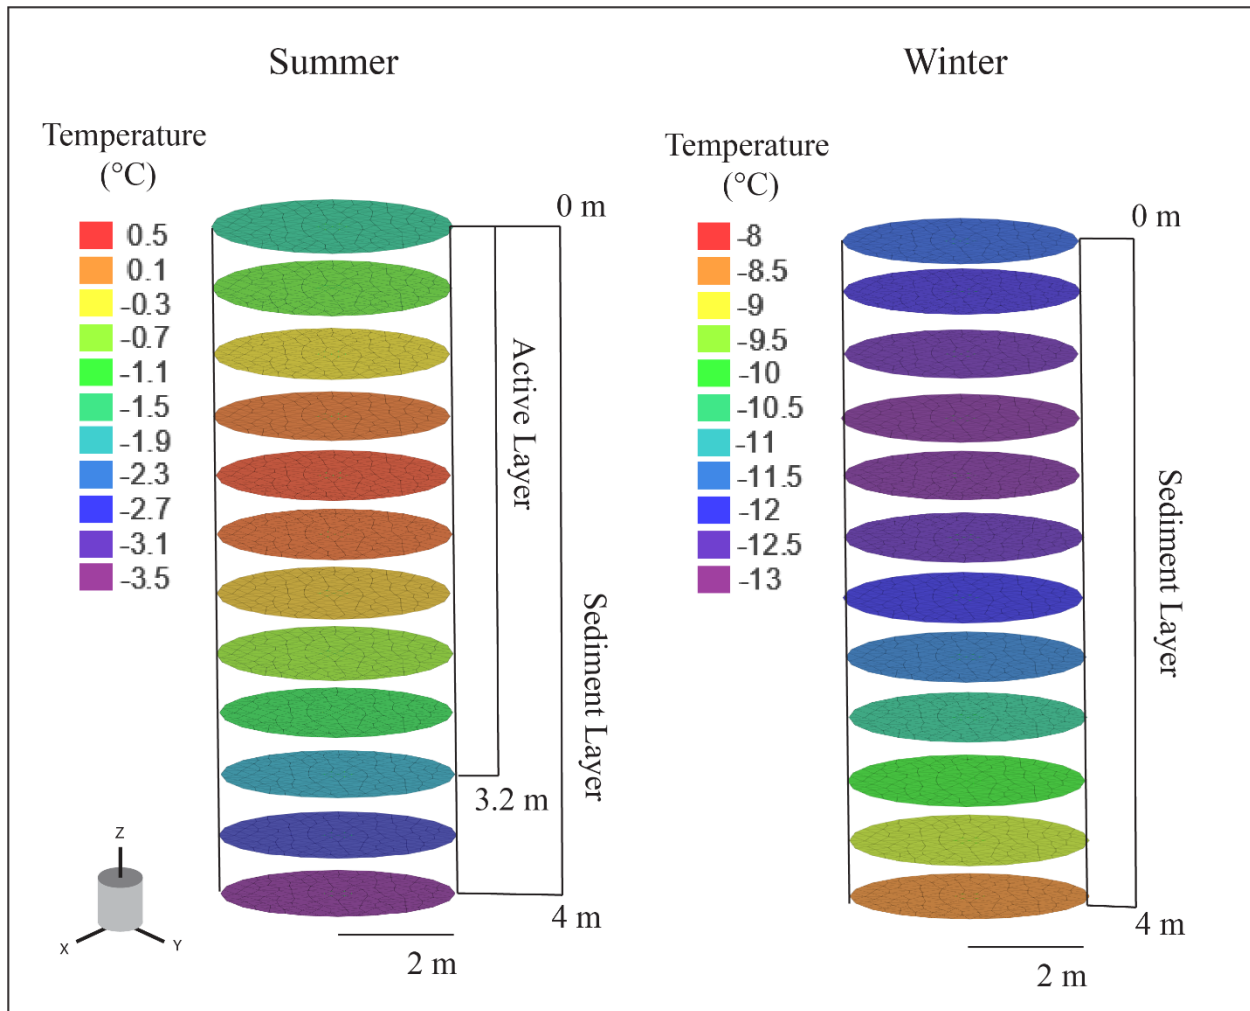 Summer
Winter
Temperature
(°C)
0.5
0.1
-0.3
-0.7
-1.1
-1.5
-1.9
-2.3
-2.7
-3.1
-3.5
0 m
Active Layer
Sediment Layer
3.2 m
4 m
2 m
Z
X
Y
Temperature
(°C)
-8
-8.5
-9
-9.5
-10
-10.5
-11
-11.5
-12
-12.5
-13
0 m
Sediment Layer
4 m
2 m